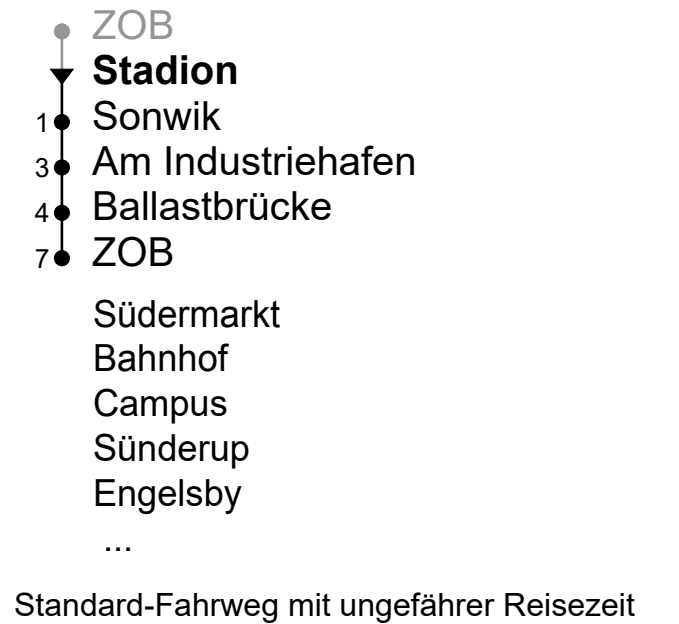 ZOB
Stadion
1 Sonwik
3 Am Industriehafen
4 Ballastbrücke
7 ZOB
Südermarkt
Bahnhof
Campus
Sünderup
Engelsby
...
Standard-Fahrweg mit ungefährer Reisezeit